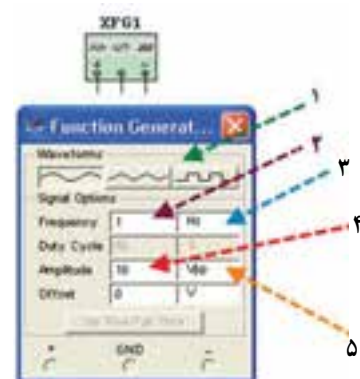 XFG1
Function Generat...
Waveforms
Signal Options
Frequency 1 Hz
Duty Cycle
Amplitude 10 Vp
Offset 0 V
+ GND -
۱
۲
۳
۴
۵